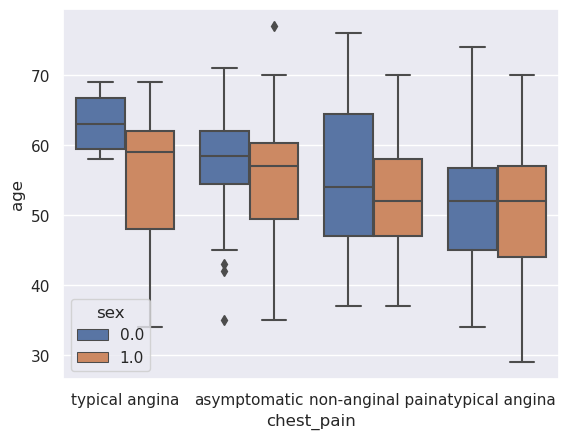 70
60
50
40
30
age
sex
0.0
1.0
typical angina asymptomatic non-anginal pain atypical angina
chest_pain